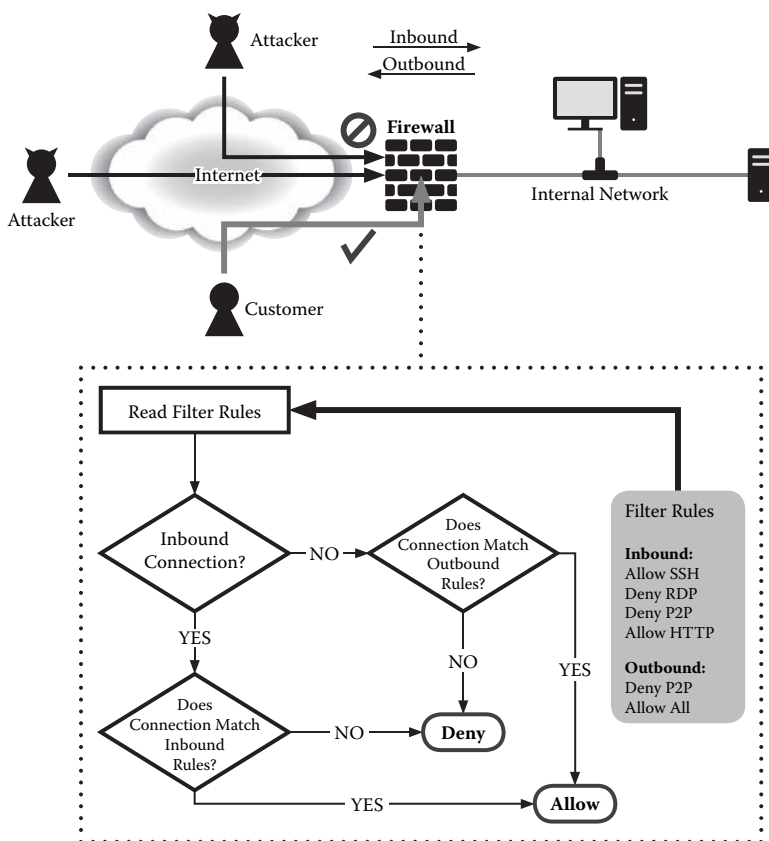 Attacker
Inbound
Outbound
Firewall
Internet
Attacker
Internal Network
Customer
Read Filter Rules
Inbound
Connection?
NO
Does
Connection Match
Outbound
Rules?
Filter Rules
Inbound:
Allow SSH
Deny RDP
Deny P2P
Allow HTTP
Outbound:
Deny P2P
Allow All
YES
NO
YES
Does
Connection Match
Inbound
Rules?
NO
Deny
YES
Allow